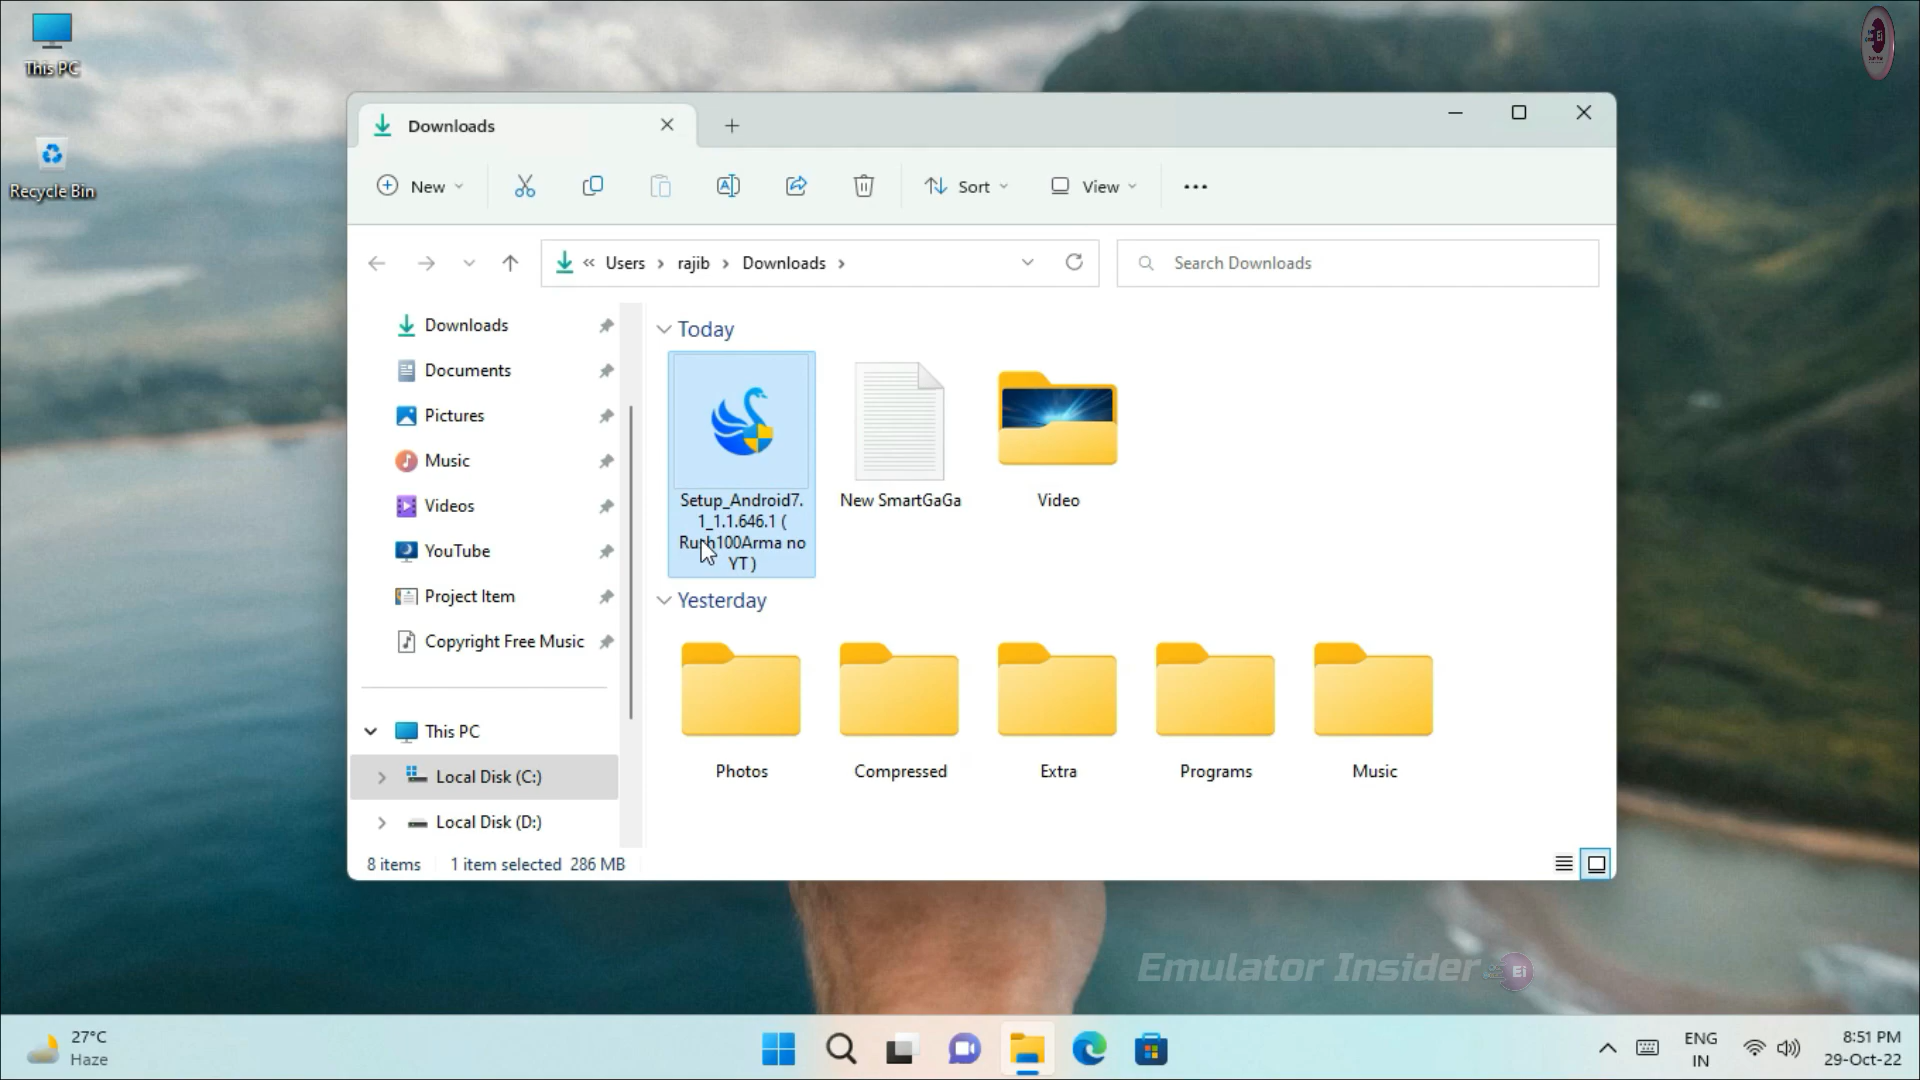 This PC
Recycle Bin
Downloads
New
Sort
View
Users
rajib
Downloads
Search Downloads
Downloads
Documents
Pictures
Music
Videos
YouTube
Project Item
Copyright Free Music
This PC
Local Disk (C:)
Local Disk (D:)
Today
Setup_Android7.
1_1.1.646.1 (
Rush100Arma no
YT)
New SmartGaGa
Video
Yesterday
Photos
Compressed
Extra
Programs
Music
8 items
1 item selected 286 MB
Emulator Insider
Ei
27°C
Haze
ENG
IN
8:51 PM
29-Oct-22